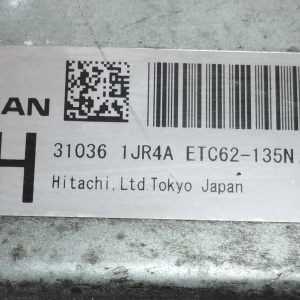 AN
H
31036 1JR4A ETC62-135N
Hitachi,Ltd.Tokyo Japan